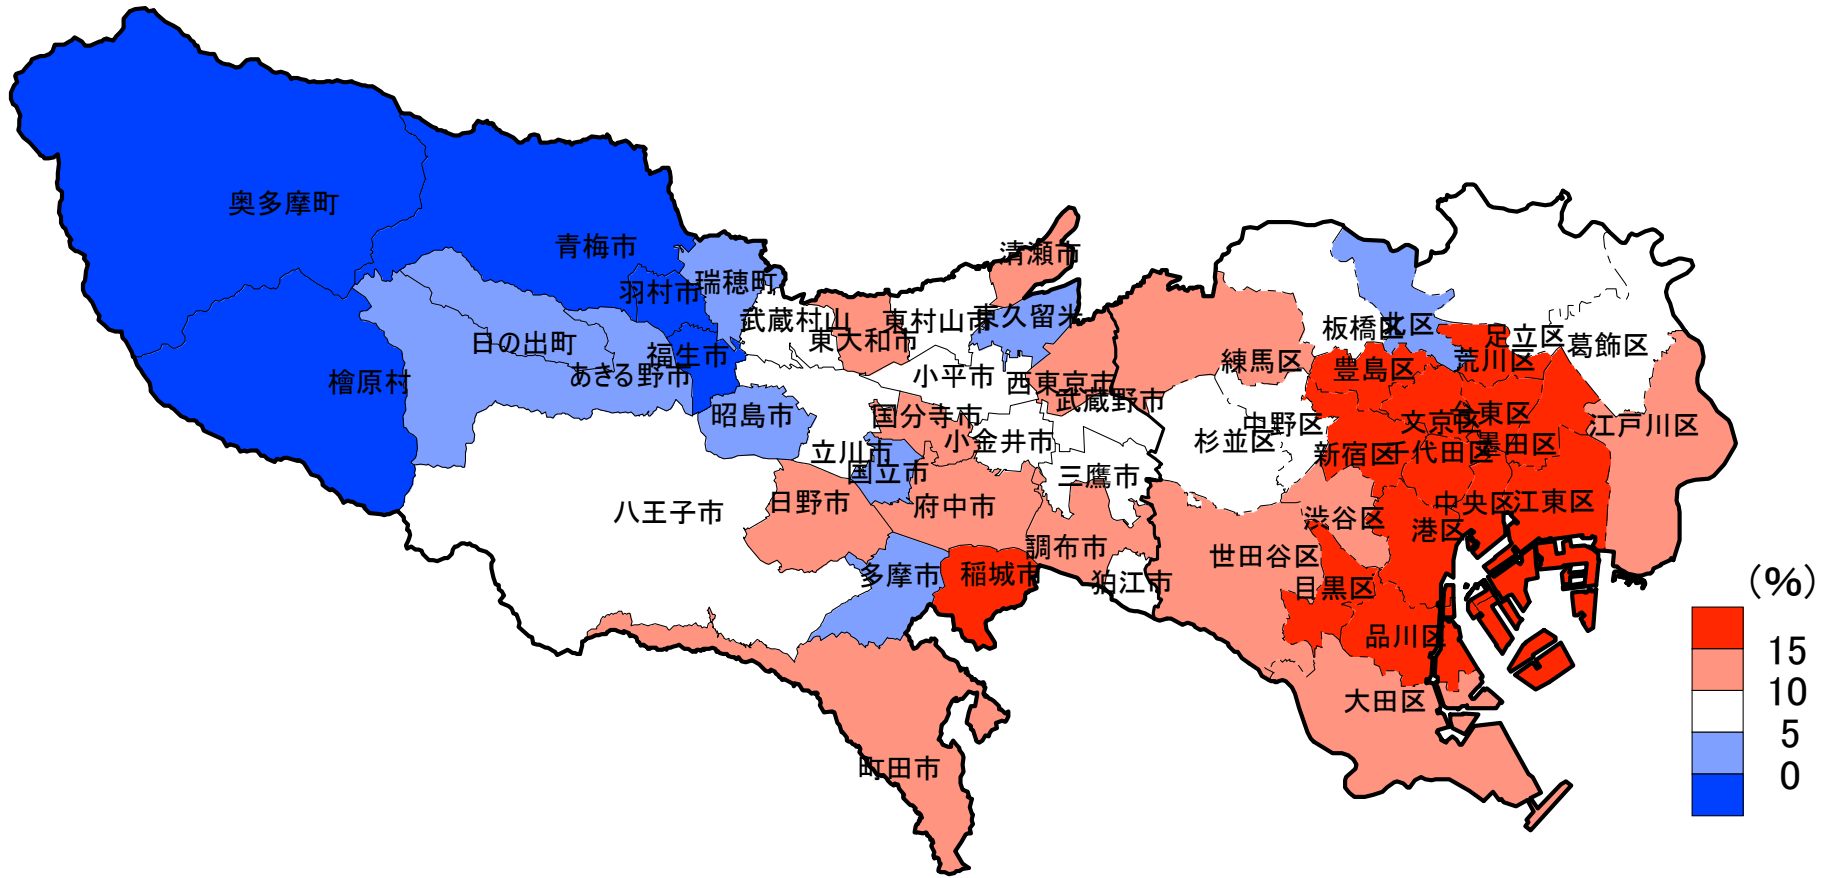 奥多摩町
青梅市
瑞穂町
羽村市
清瀬市
武蔵村山
東村山市
東久留米
東大和市
日の出町
福生市
檜原村
あきる野市
小平市
西東京市
昭島市
国分寺市
武蔵野市
小金井市
立川市
国立市
三鷹市
八王子市
日野市
府中市
調布市
多摩市
稲城市
狛江市
町田市
板橋区
北区
足立区
葛飾区
練馬区
豊島区
荒川区
中野区
杉並区
文京区
台東区
墨田区
江戸川区
新宿区
千代田区
渋谷区
中央区
江東区
港区
世田谷区
目黒区
品川区
大田区
(%)
15
10
5
0